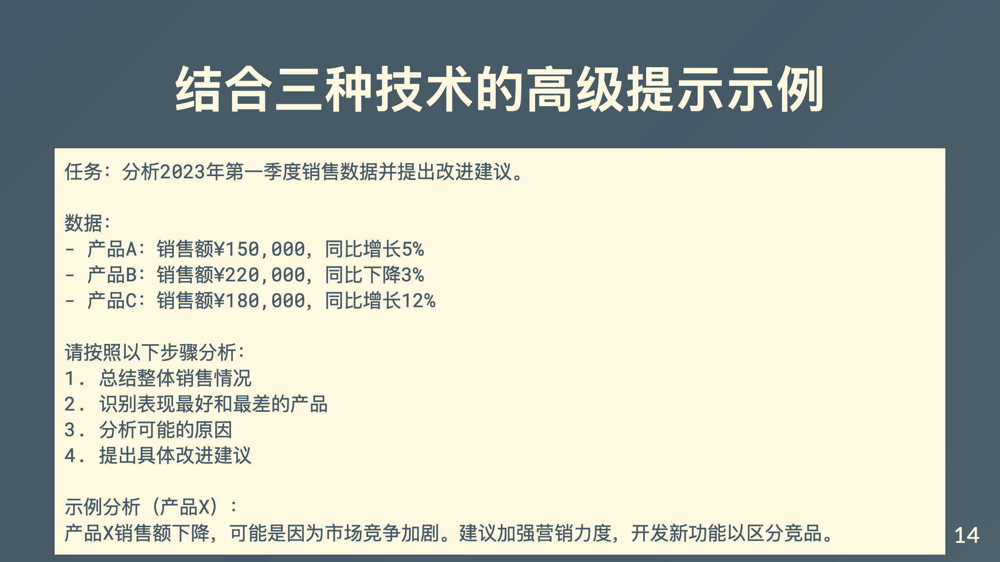 结合三种技术的高级提示示例
任务：分析2023年第一季度销售数据并提出改进建议。
数据：
- 产品A：销售额¥150,000，同比增长5%
- 产品B：销售额¥220,000，同比下降3%
- 产品C：销售额¥180,000，同比增长12%
请按照以下步骤分析：
1. 总结整体销售情况
2. 识别表现最好和最差的产品
3. 分析可能的原因
4. 提出具体改进建议
示例分析（产品X）：
产品X销售额下降，可能是因为市场竞争加剧。建议加强营销力度，开发新功能以区分竞品。
14